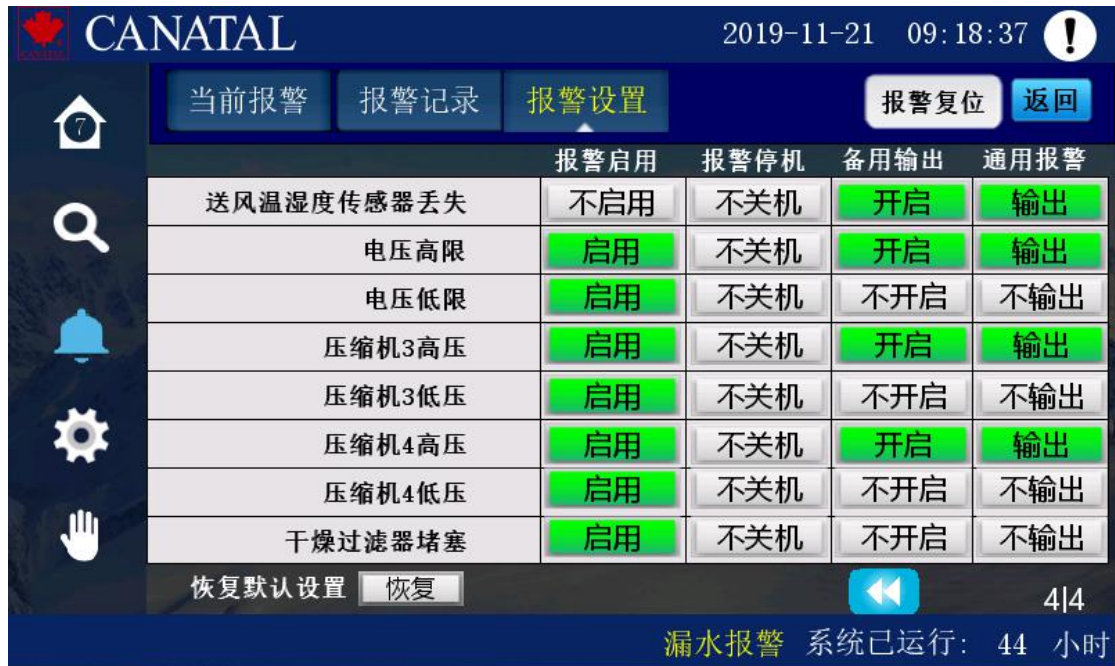 CANATAL 2019-11-21 09:18:37
当前报警 报警记录 报警设置 报警复位 返回
7
报警启用 报警停机 备用输出 通用报警
送风温湿度传感器丢失 不启用 不关机 开启 输出
电压高限 启用 不关机 开启 输出
电压低限 启用 不关机 不开启 不输出
压缩机3高压 启用 不关机 开启 输出
压缩机3低压 启用 不关机 不开启 不输出
压缩机4高压 启用 不关机 开启 输出
压缩机4低压 启用 不关机 不开启 不输出
干燥过滤器堵塞 启用 不关机 不开启 不输出
恢复默认设置 恢复 4|4
漏水报警 系统已运行: 44 小时